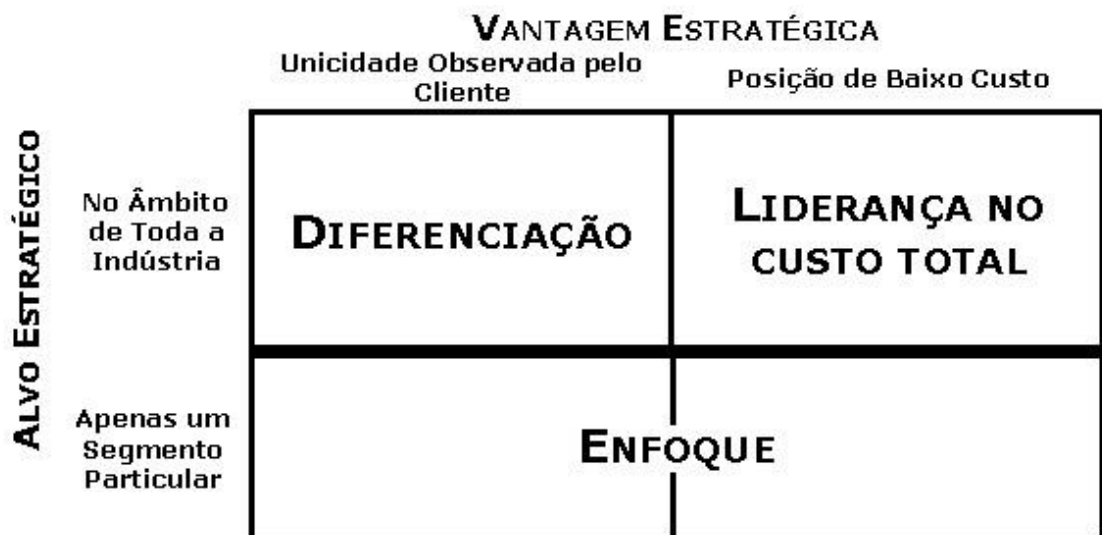 VANTAGEM ESTRATÉGICA
Unicidade Observada pelo
Cliente
Posição de Baixo Custo
ALVO ESTRATÉGICO
No Âmbito
de Toda a
Indústria
DIFERENCIAÇÃO
LIDERANÇA NO
CUSTO TOTAL
Apenas um
Segmento
Particular
ENFOQUE